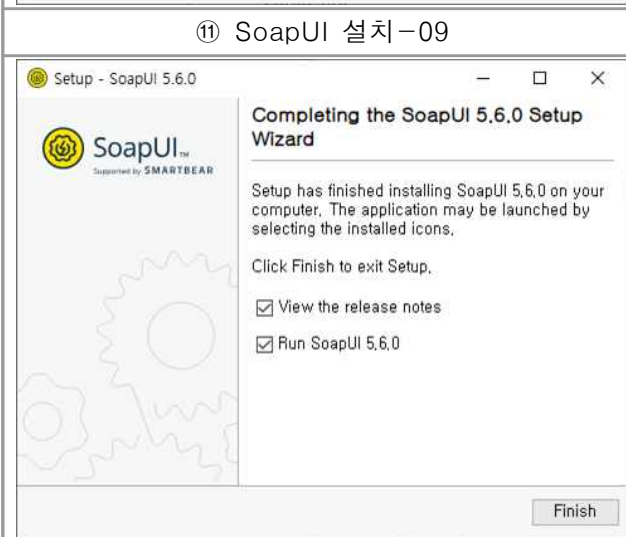 ⑪ SoapUI 설치-09
Setup - SoapUI 5.6.0
Completing the SoapUI 5.6.0 Setup
Wizard
SoapUI™
Supported by SMARTBEAR
Setup has finished installing SoapUI 5.6.0 on your
computer. The application may be launched by
selecting the installed icons.
Click Finish to exit Setup.
View the release notes
Run SoapUI 5.6.0
Finish